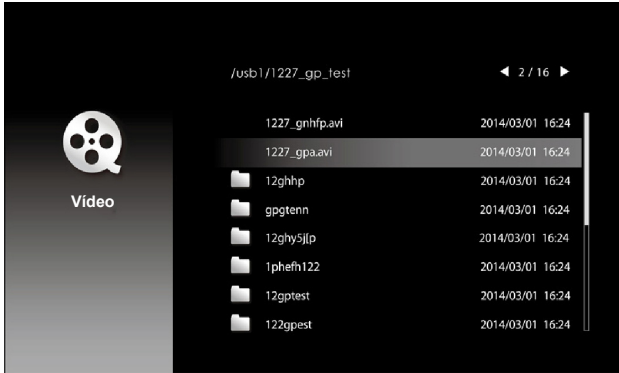 /usb1/1227_gp_test
2/16
1227_gnhfp.avi 2014/03/01 16:24
1227_gpa.avi 2014/03/01 16:24
12ghhp 2014/03/01 16:24
Vídeo
gpgtenn 2014/03/01 16:24
12ghy5j[p 2014/03/01 16:24
1phefh122 2014/03/01 16:24
12gptest 2014/03/01 16:24
122gpest 2014/03/01 16:24